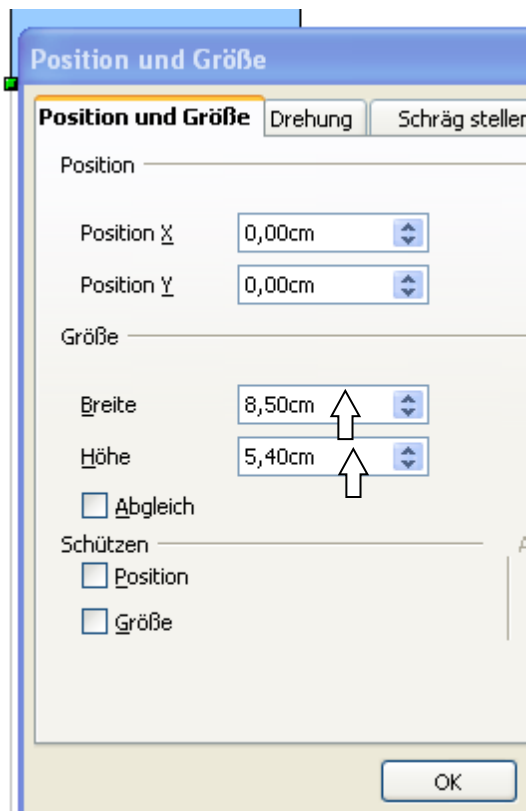 Position und Größe
Position und Größe Drehung Schräg stellen
Position
Position X 0,00cm
Position Y 0,00cm
Größe
Breite 8,50cm
Höhe 5,40cm
Abgleich
Schützen A
Position
Größe
OK